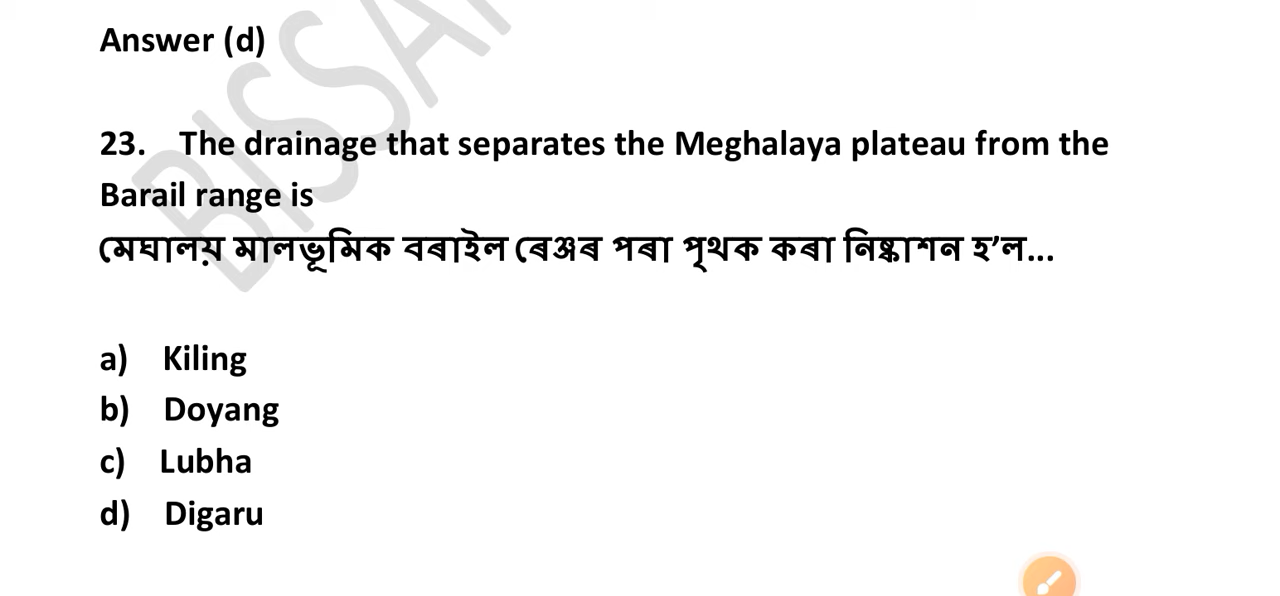 Answer (d)
23. The drainage that separates the Meghalaya plateau from the
Barail range is
মেঘালয় মালভূমিক বৰাইল ৰেঞ্জৰ পৰা পৃথক কৰা নিষ্কাশন হ’ল...
a) Kiling
b) Doyang
c) Lubha
d) Digaru